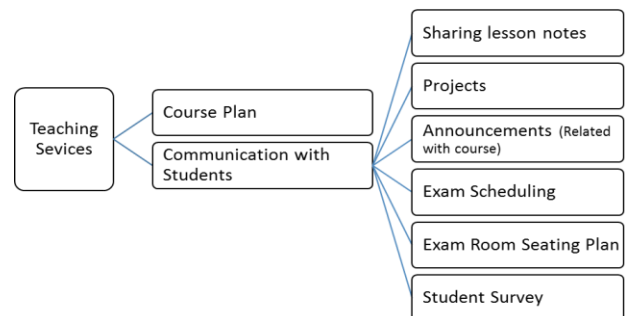 Teaching
Sevices
Course Plan
Communication with
Students
Sharing lesson notes
Projects
Announcements (Related
with course)
Exam Scheduling
Exam Room Seating Plan
Student Survey